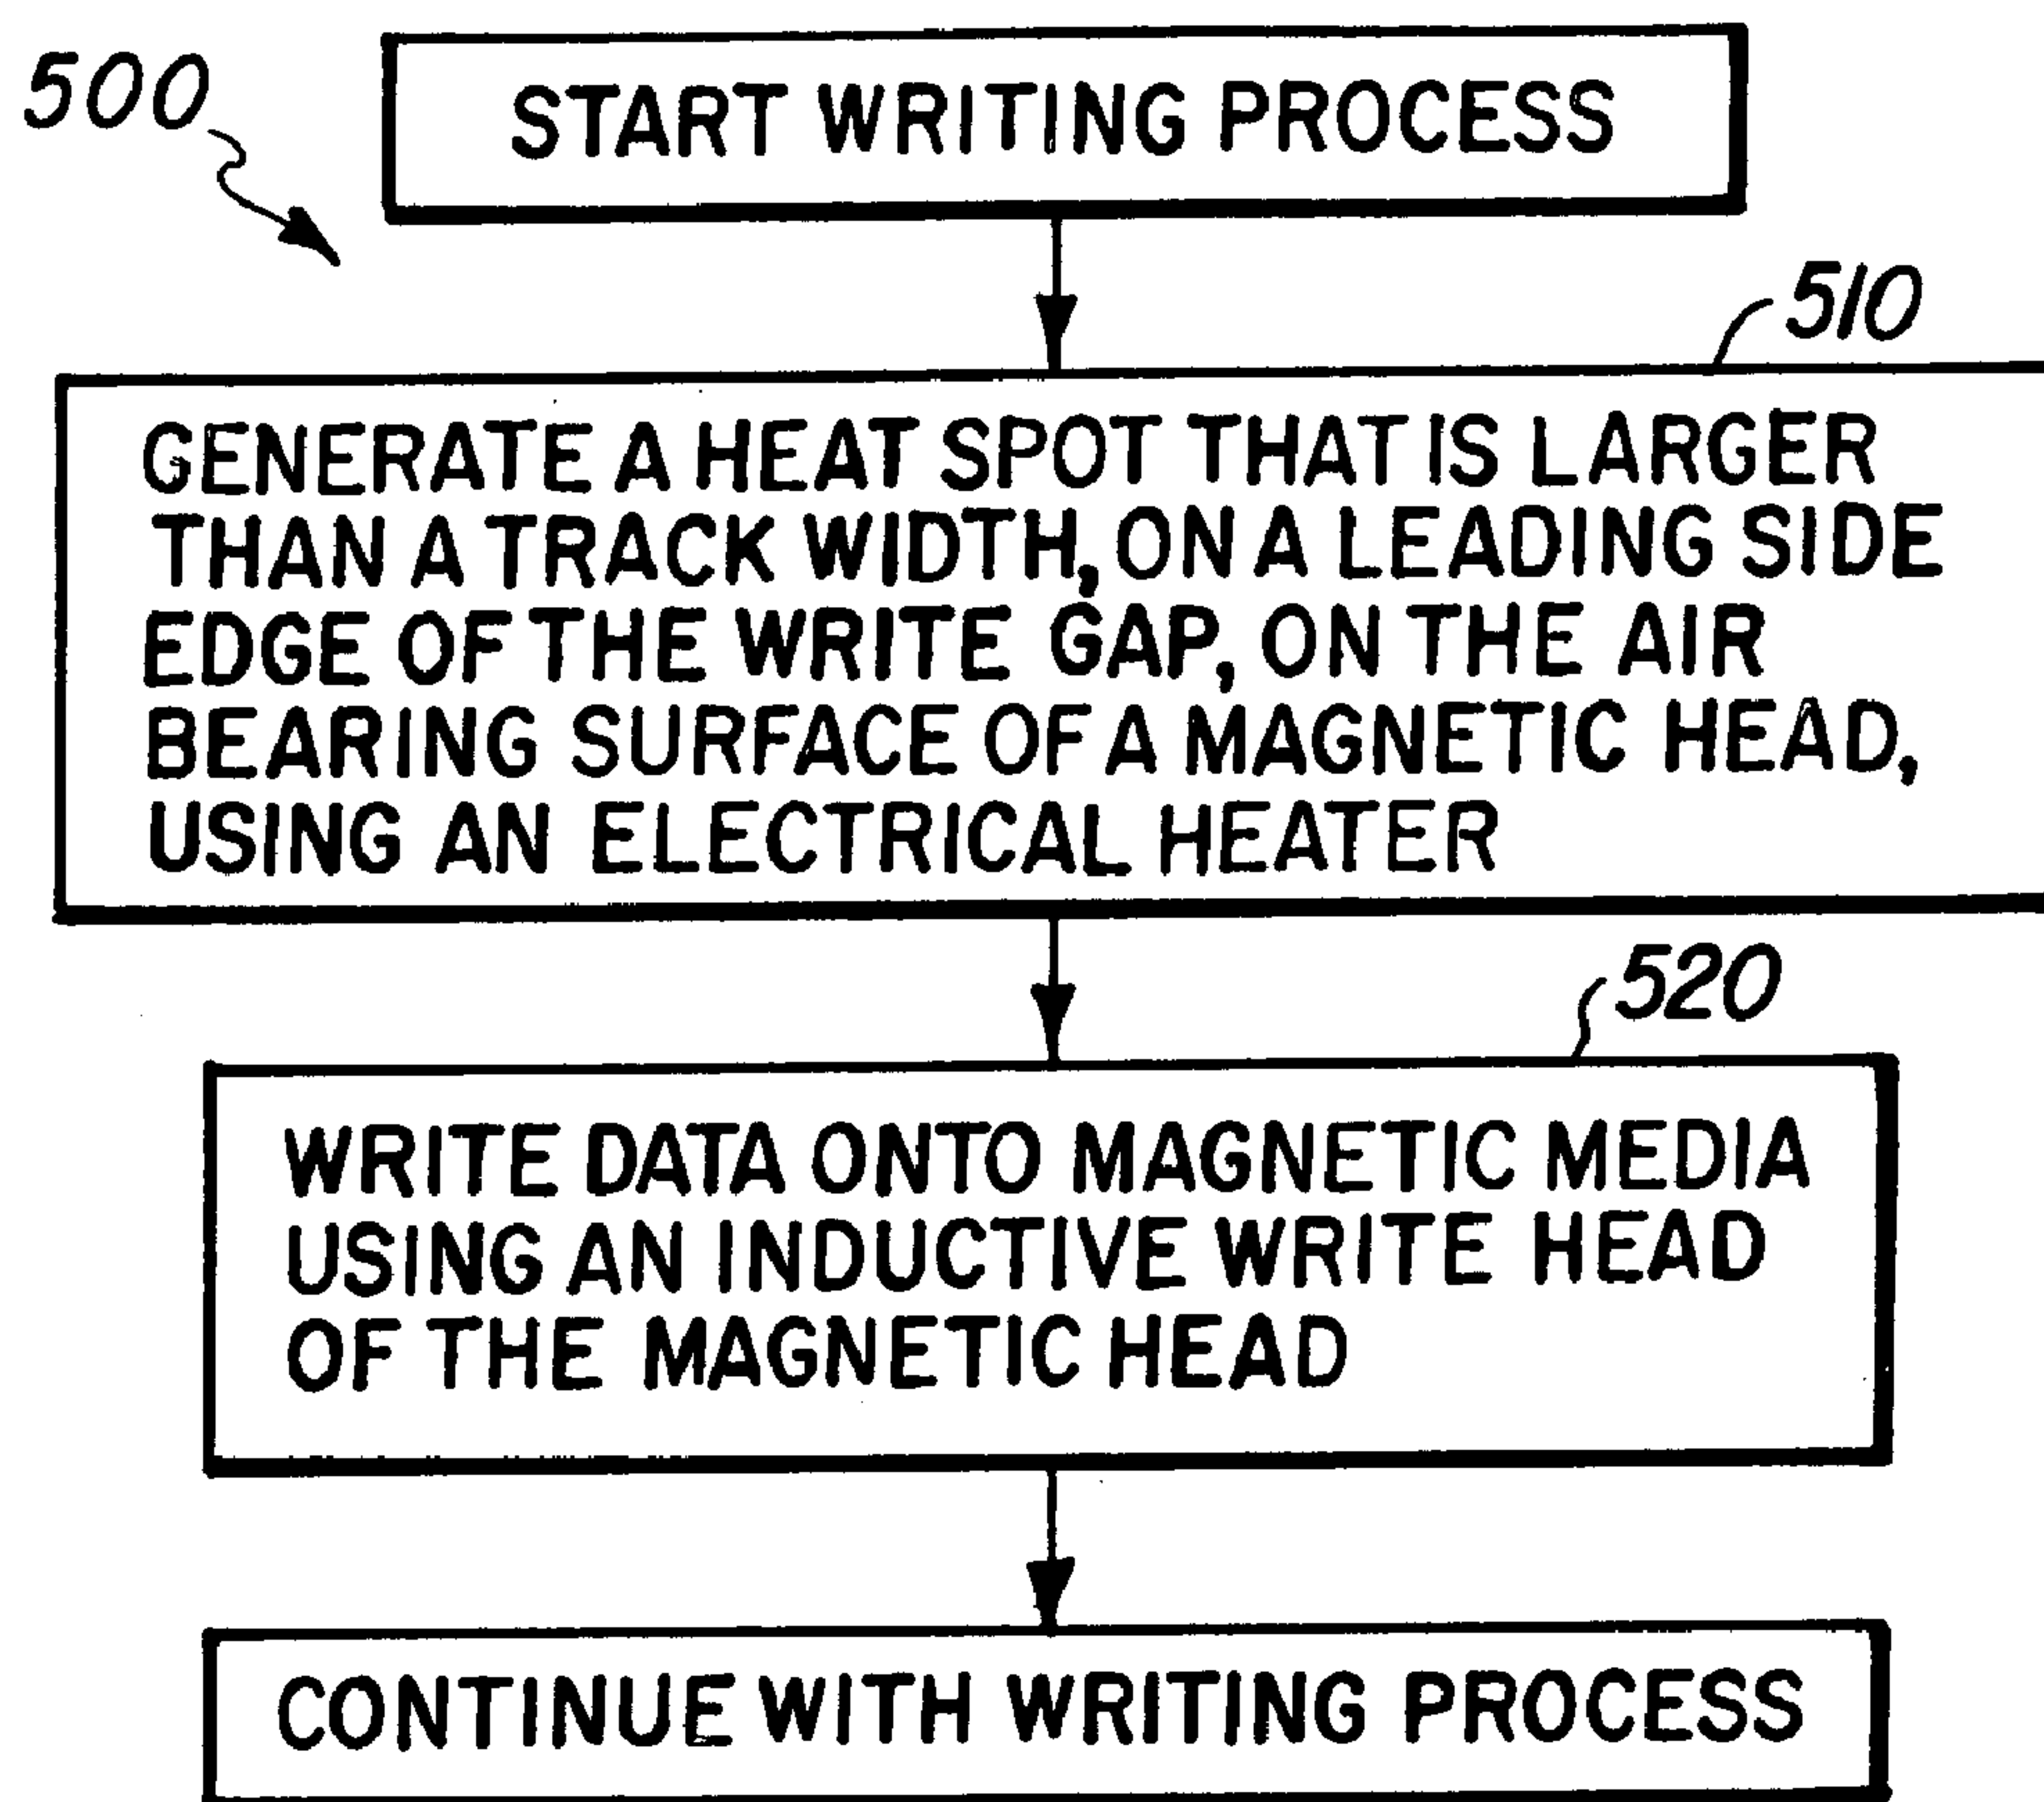 500
START WRITING PROCESS
510
GENERATE A HEAT SPOT THAT IS LARGER
THAN A TRACK WIDTH, ON A LEADING SIDE
EDGE OF THE WRITE GAP, ON THE AIR
BEARING SURFACE OF A MAGNETIC HEAD,
USING AN ELECTRICAL HEATER
520
WRITE DATA ONTO MAGNETIC MEDIA
USING AN INDUCTIVE WRITE HEAD
OF THE MAGNETIC HEAD
CONTINUE WITH WRITING PROCESS